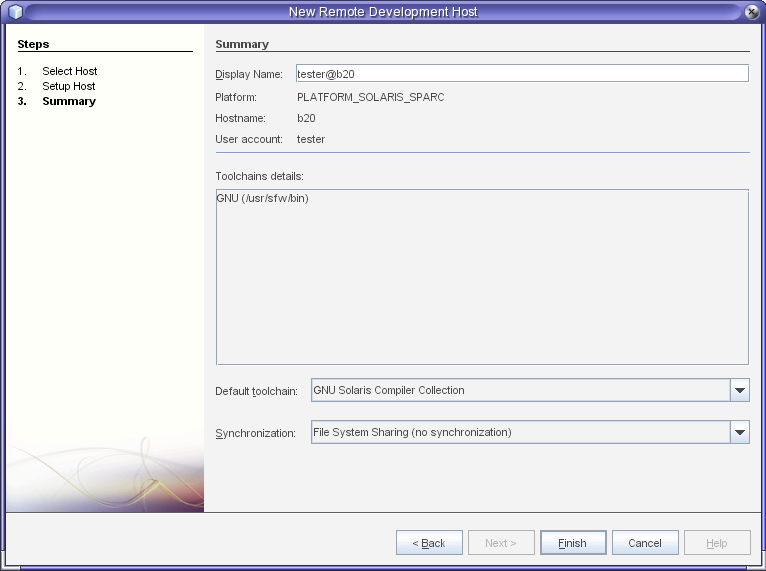 New Remote Development Host
Steps
1. Select Host
2. Setup Host
3. Summary
Summary
Display Name: tester@b20
Platform: PLATFORM_SOLARIS_SPARC
Hostname: b20
User account: tester
Toolchains details:
GNU (/usr/sfw/bin)
Default toolchain: GNU Solaris Compiler Collection
Synchronization: File System Sharing (no synchronization)
< Back Next > Finish Cancel Help